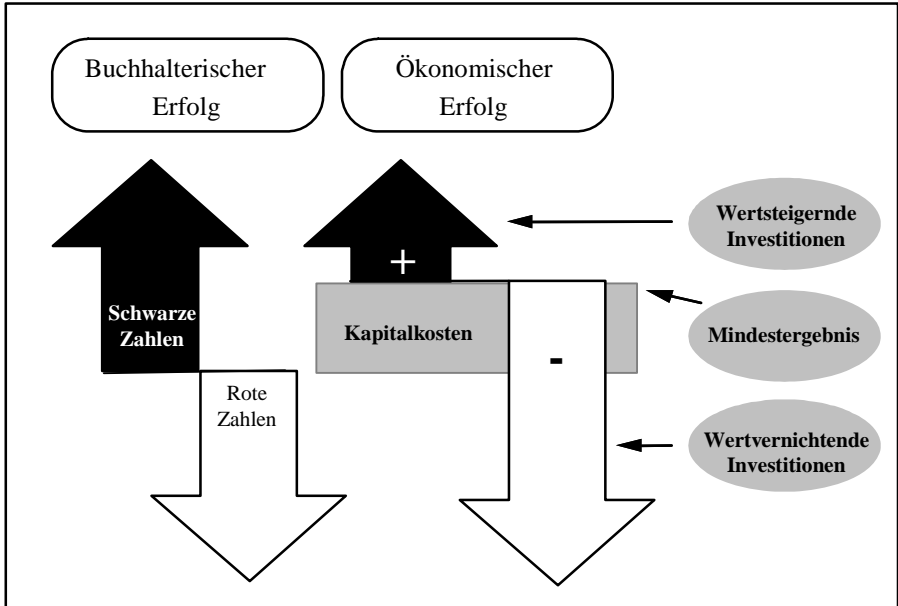 Buchhalterischer
Erfolg
Ökonomischer
Erfolg
Wertsteigernde
Investitionen
+
Schwarze
Zahlen
Kapitalkosten
-
Mindestergebnis
Rote
Zahlen
Wertvernichtende
Investitionen